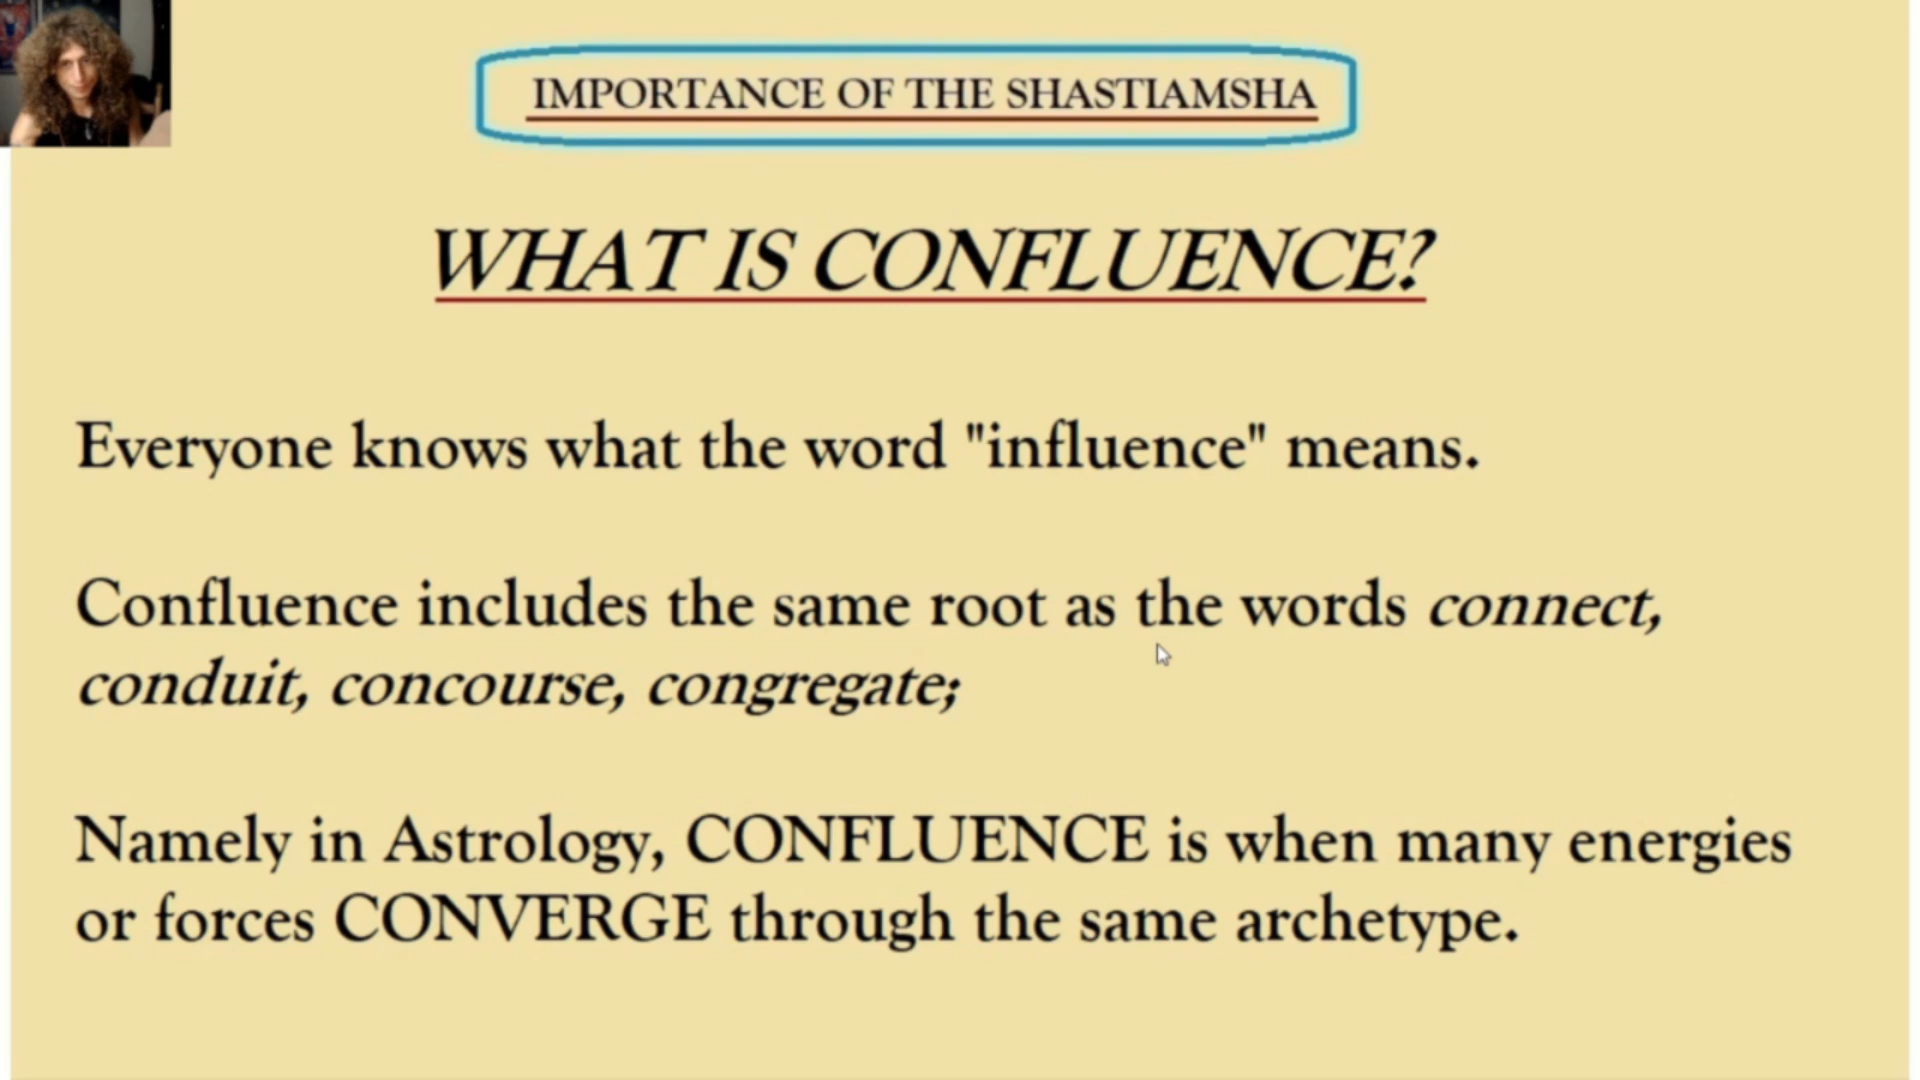 IMPORTANCE OF THE SHASTIAMSHA
WHAT IS CONFLUENCE?
Everyone knows what the word "influence" means.
Confluence includes the same root as the words connect,
conduit, concourse, congregate;
Namely in Astrology, CONFLUENCE is when many energies
or forces CONVERGE through the same archetype.